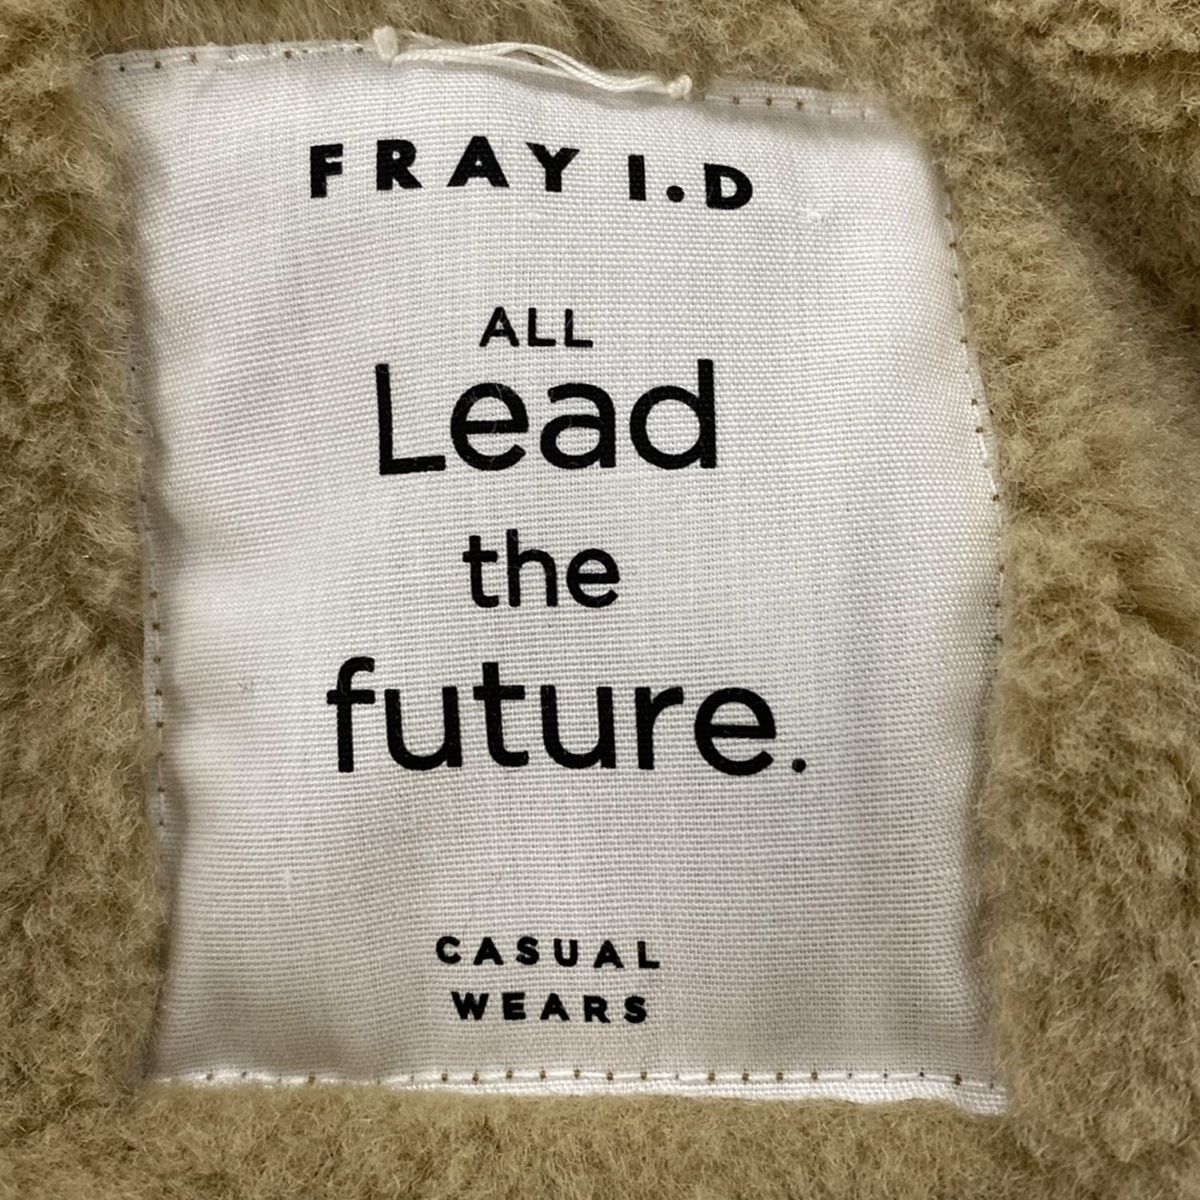 FRAY I.D
ALL
Lead
the
future.
CASUAL
WEARS